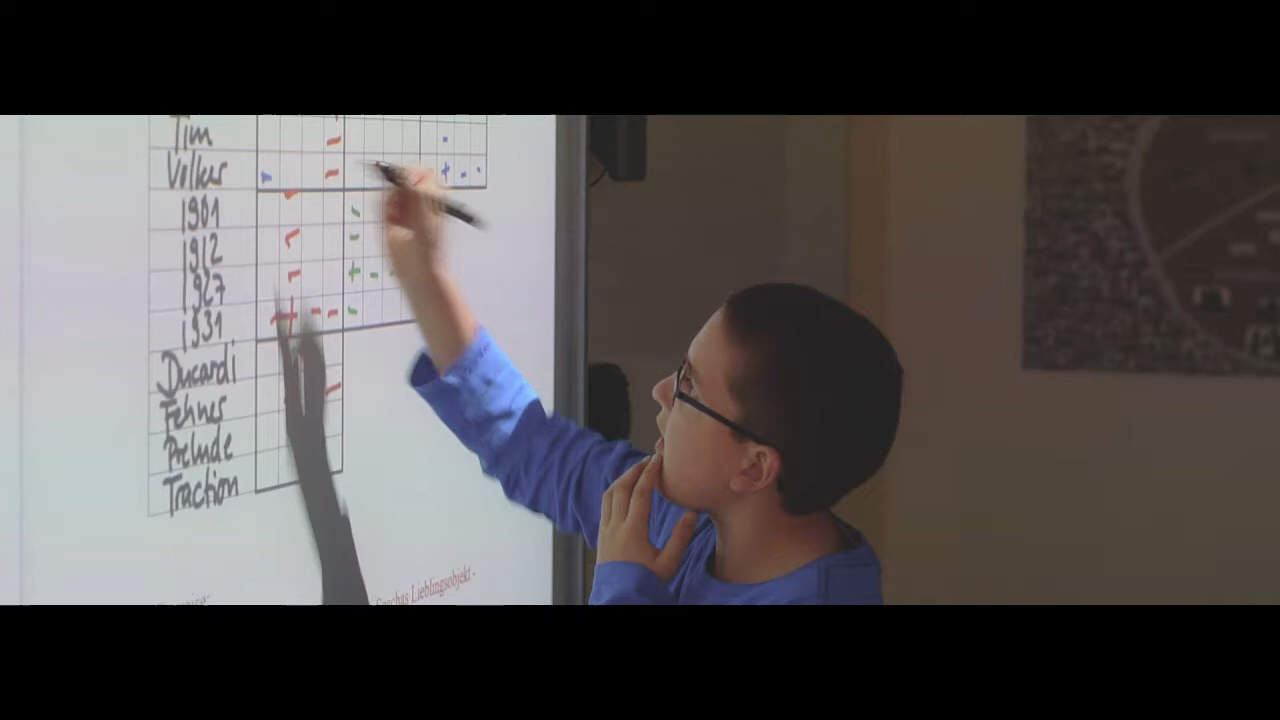 Tim
Volker
1901
1912
1927
1931
Ducardi
Fehner
Prelude
Traction
Lieblingsobjekt -